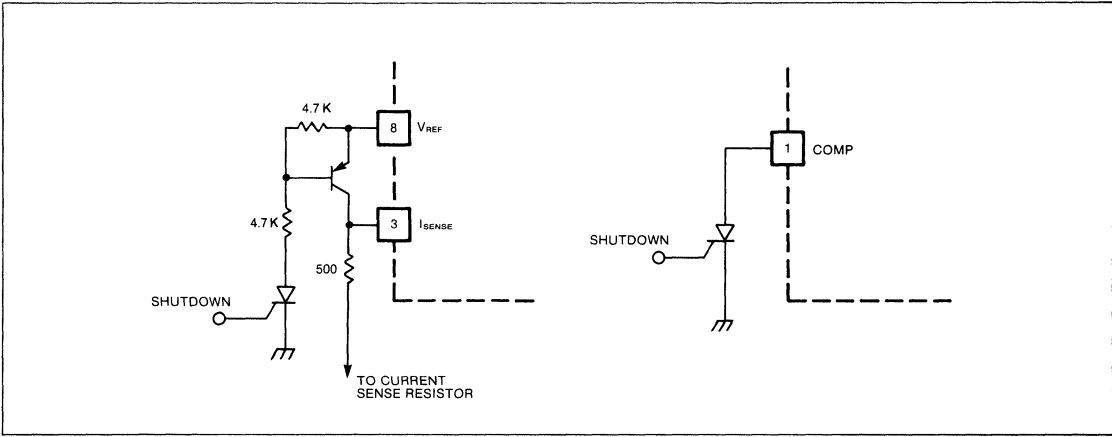 4.7 K
8
VREF
4.7 K
3
ISENSE
500
SHUTDOWN
TO CURRENT
SENSE RESISTOR
1
COMP
SHUTDOWN